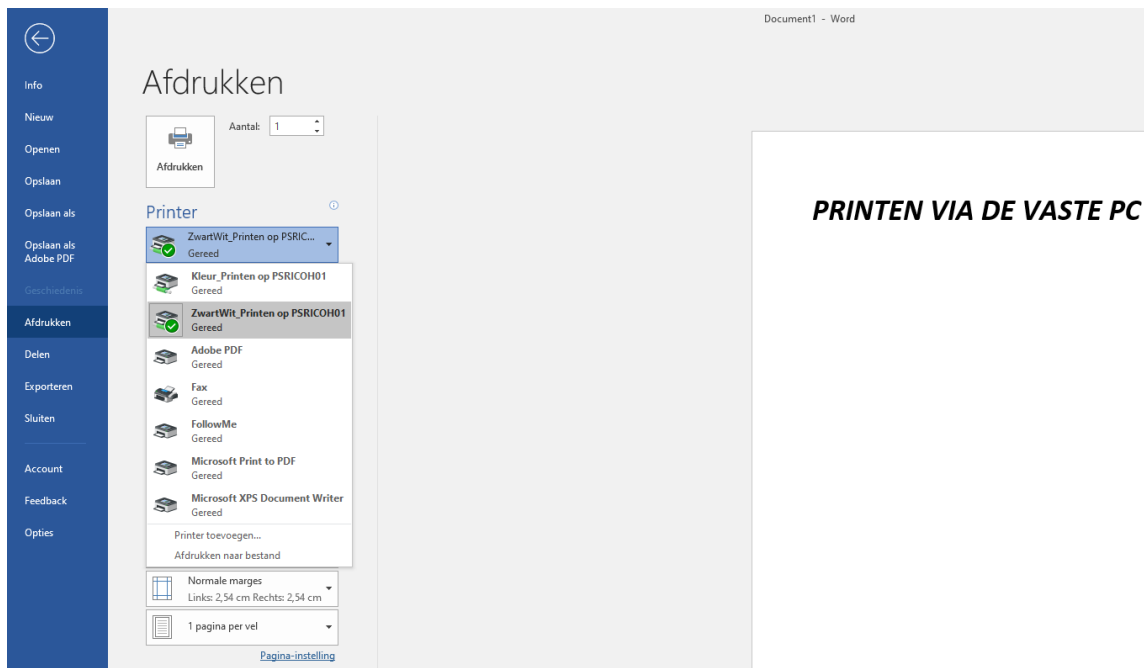 Document1 - Word
Info
Nieuw
Openen
Opslaan
Opslaan als
Opslaan als
Adobe PDF
Geschiedenis
Afdrukken
Delen
Exporteren
Sluiten
Account
Feedback
Opties
Afdrukken
Afdrukken
Aantal: 1
Printer
ZwartWit_Printen op PSRIC...
Gereed
Kleur_Printen op PSRICOH01
Gereed
ZwartWit_Printen op PSRICOH01
Gereed
Adobe PDF
Gereed
Fax
Gereed
FollowMe
Gereed
Microsoft Print to PDF
Gereed
Microsoft XPS Document Writer
Gereed
Printer toevoegen...
Afdrukken naar bestand
Normale marges
Links: 2,54 cm Rechts: 2,54 cm
1 pagina per vel
Pagina-instelling
PRINTEN VIA DE VASTE PC